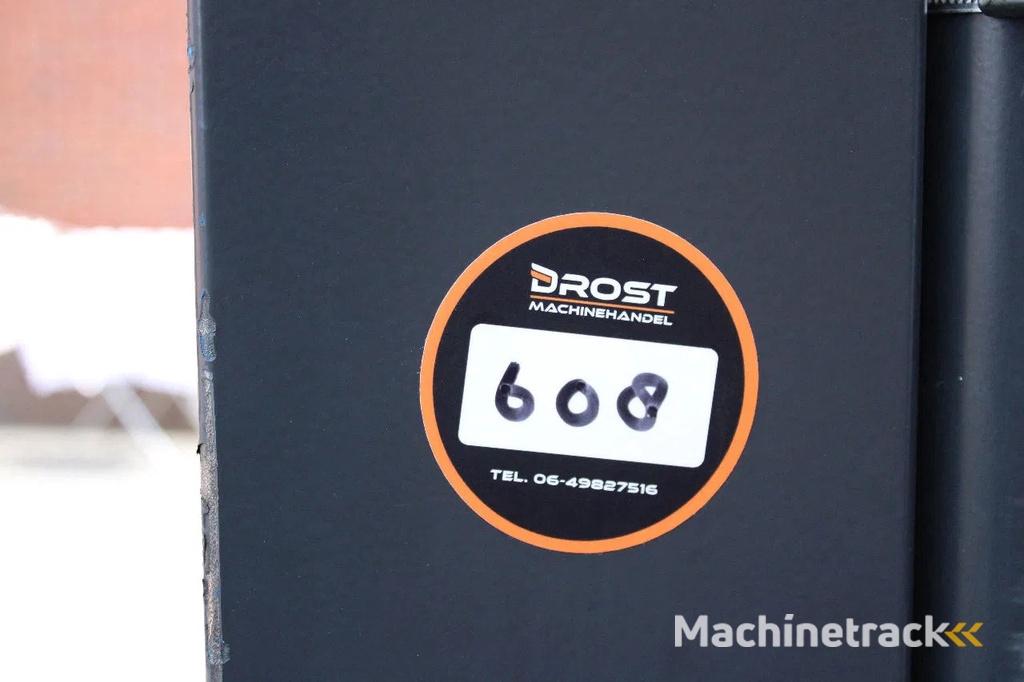 DROST
MACHINEHANDEL
608
TEL. 06-49827516
Machinetrack